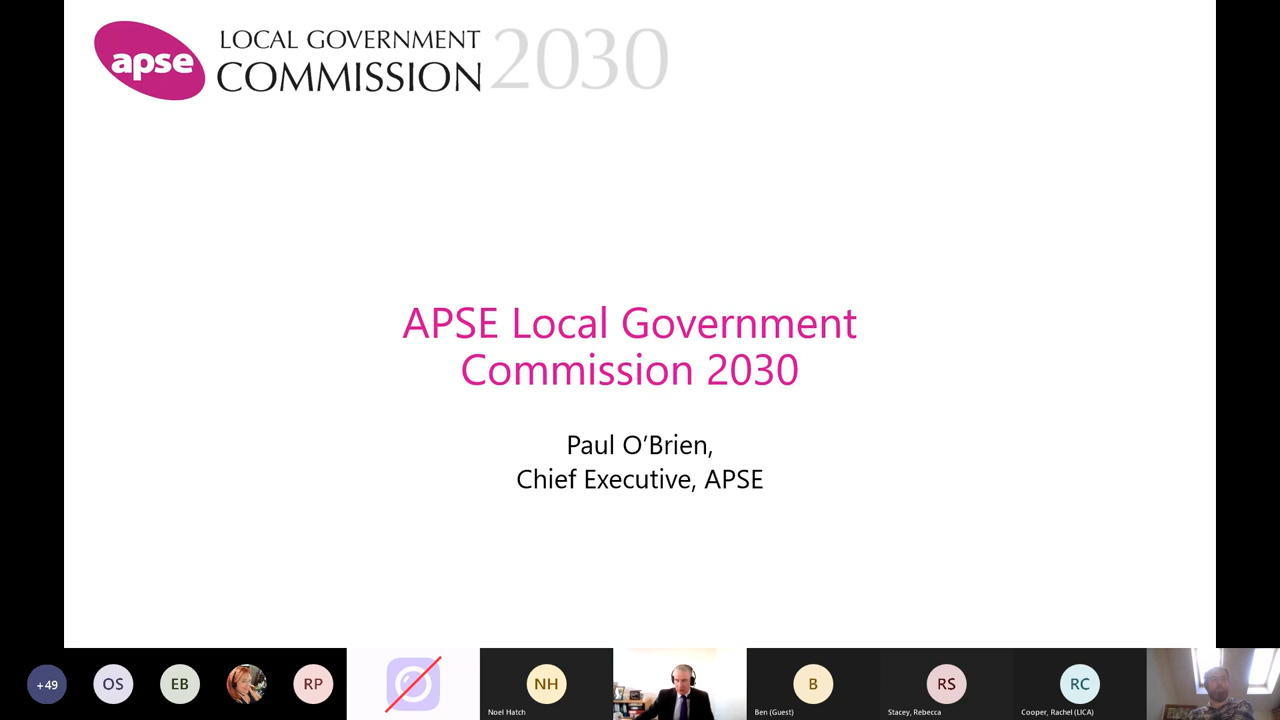 apse
LOCAL GOVERNMENT
COMMISSION 2030
APSE Local Government
Commission 2030
Paul O’Brien,
Chief Executive, APSE
+49
OS
EB
RP
NH
Noel Hatch
B
Ben (Guest)
RS
Stacey, Rebecca
RC
Cooper, Rachel (LICA)